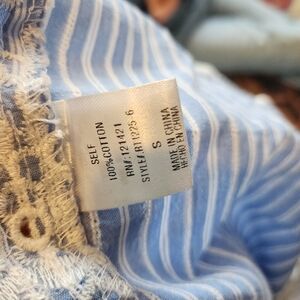 SELF
100%COTTON
RN#.121421
STYLE#RT1225-6
S
MADE IN CHINA
HECHO EN CHINA